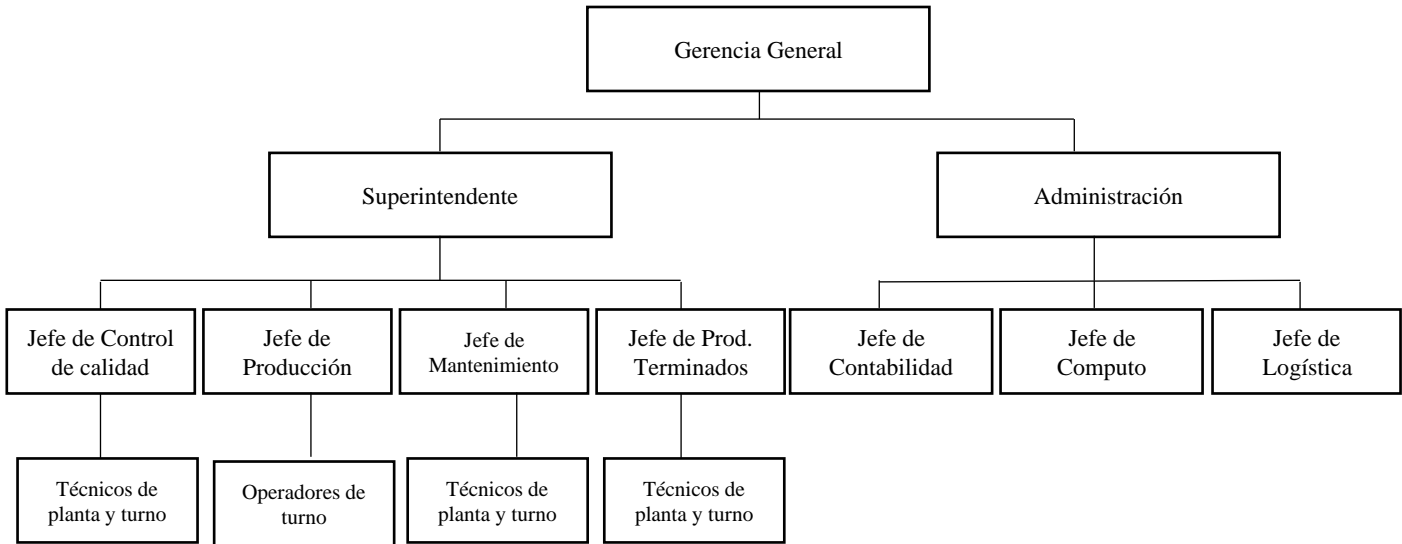 Gerencia General
Superintendente
Administración
Jefe de Control
de calidad
Jefe de
Producción
Jefe de
Mantenimiento
Jefe de Prod.
Terminados
Jefe de
Contabilidad
Jefe de
Computo
Jefe de
Logística
Técnicos de
planta y turno
Operadores de
turno
Técnicos de
planta y turno
Técnicos de
planta y turno